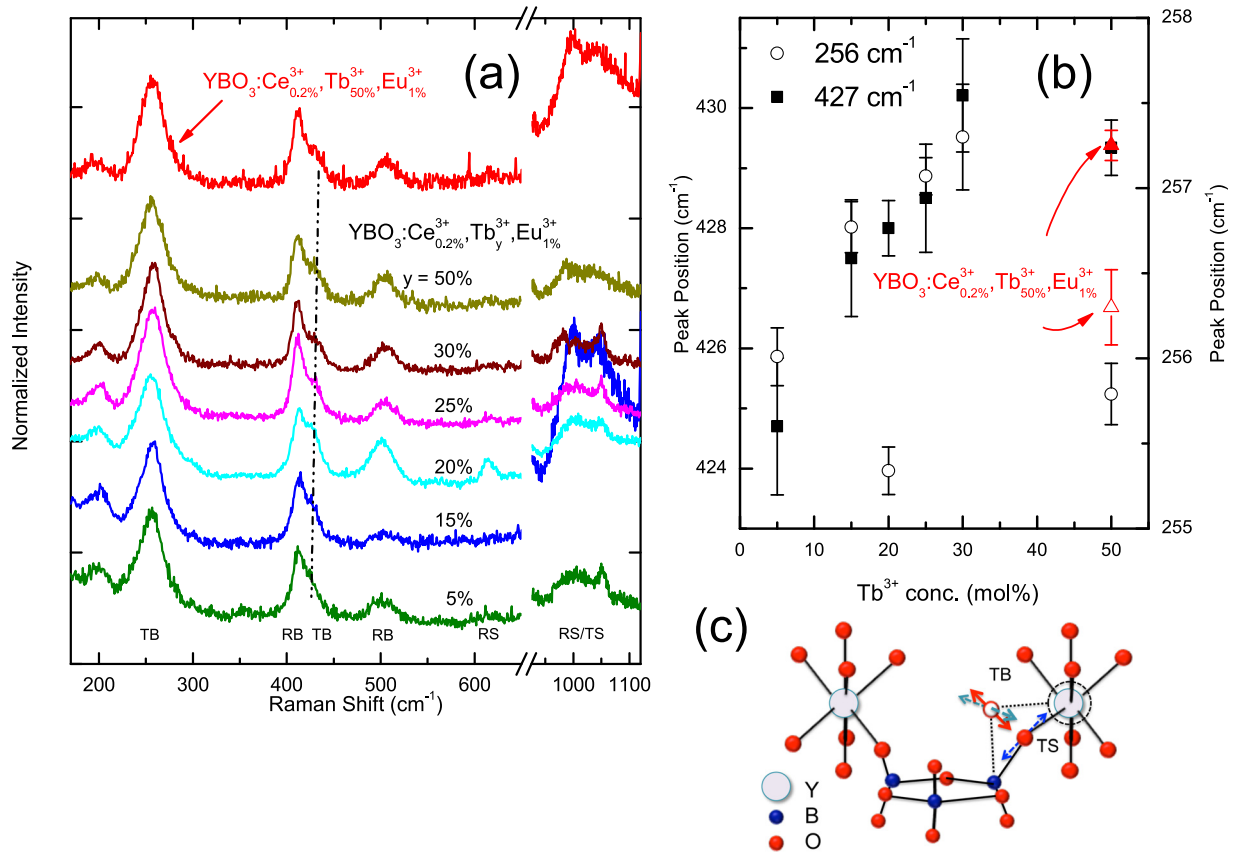 (a)
YBO₃:Ce³⁺₀.₂%,Tb³⁺₅₀%,Eu³⁺₁%
YBO₃:Ce³⁺₀.₂%,Tb³⁺y,Eu³⁺₁%
y = 50%
30%
25%
20%
15%
5%
TB RB TB RB RS RS/TS
200 300 400 500 600 1000 1100
Raman Shift (cm⁻¹)
Normalized Intensity
(b)
256 cm⁻¹
427 cm⁻¹
430
428
426
424
Peak Position (cm⁻¹)
258
257
256
255
Peak Position (cm⁻¹)
YBO₃:Ce³⁺₀.₂%,Tb³⁺₅₀%,Eu³⁺₁%
0 10 20 30 40 50
Tb³⁺ conc. (mol%)
(c)
TB
TS
Y
B
O